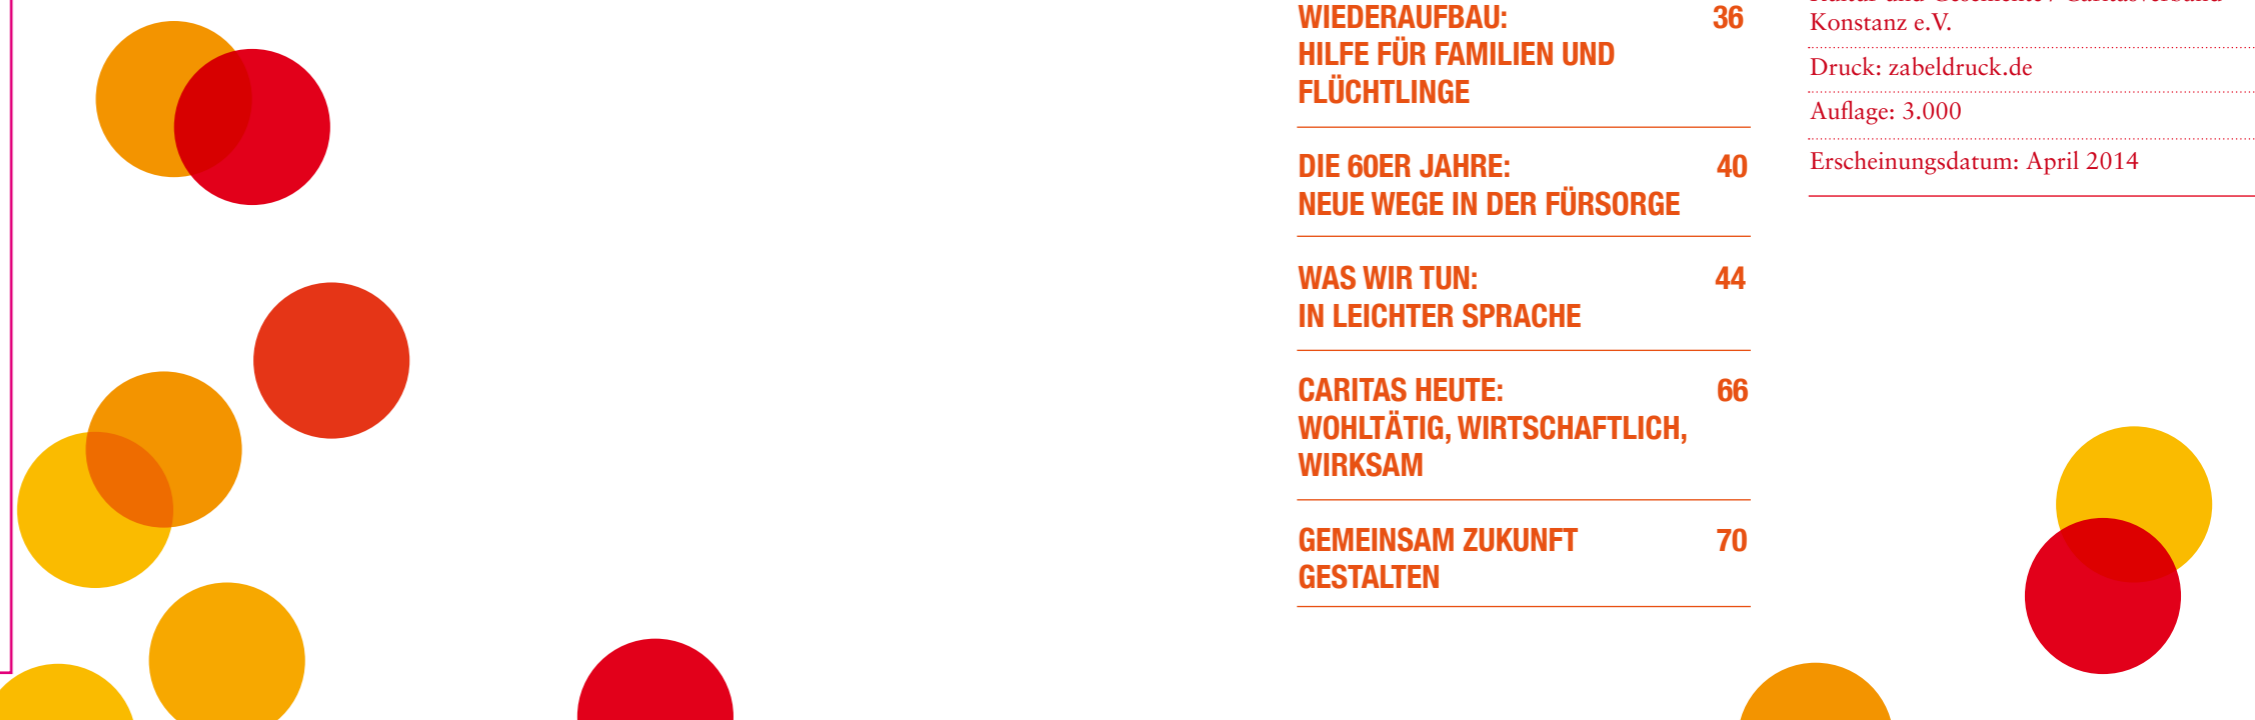 WIEDERAUFBAU: 36
HILFE FÜR FAMILIEN UND
FLÜCHTLINGE
DIE 60ER JAHRE: 40
NEUE WEGE IN DER FÜRSORGE
WAS WIR TUN: 44
IN LEICHTER SPRACHE
CARITAS HEUTE: 66
WOHLTÄTIG, WIRTSCHAFTLICH,
WIRKSAM
GEMEINSAM ZUKUNFT 70
GESTALTEN
Konstanz e.V.
Druck: zabeldruck.de
Auflage: 3.000
Erscheinungsdatum: April 2014